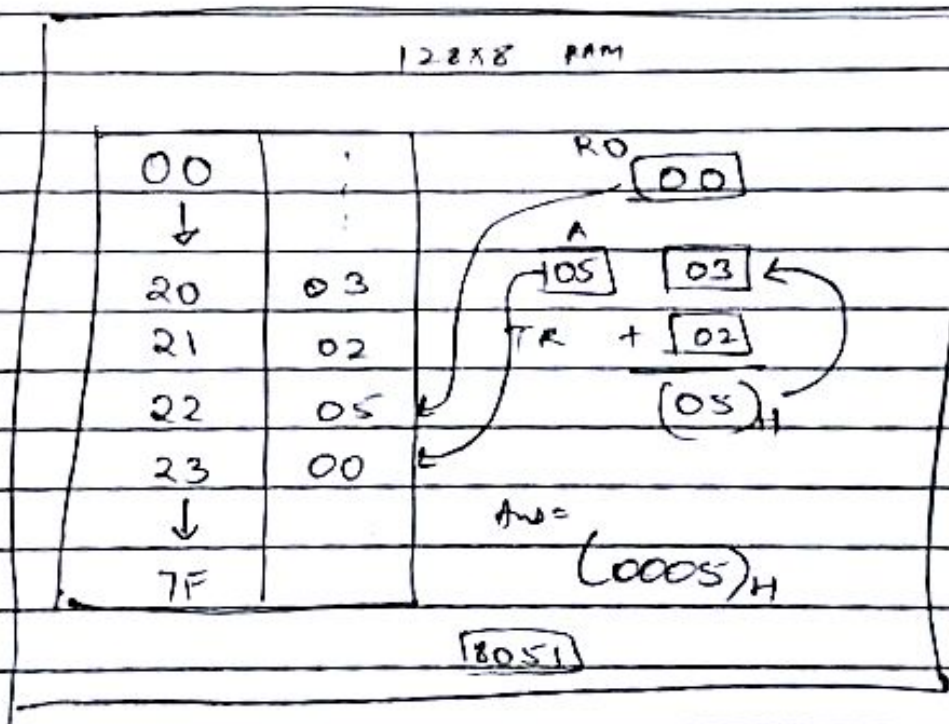 128X8 RAM
00 : R0 00
↓ : A
20 03 05 03
21 02 TR + 02
22 05 (05)H
23 00
↓ Ans=
7F (0005)H
8051